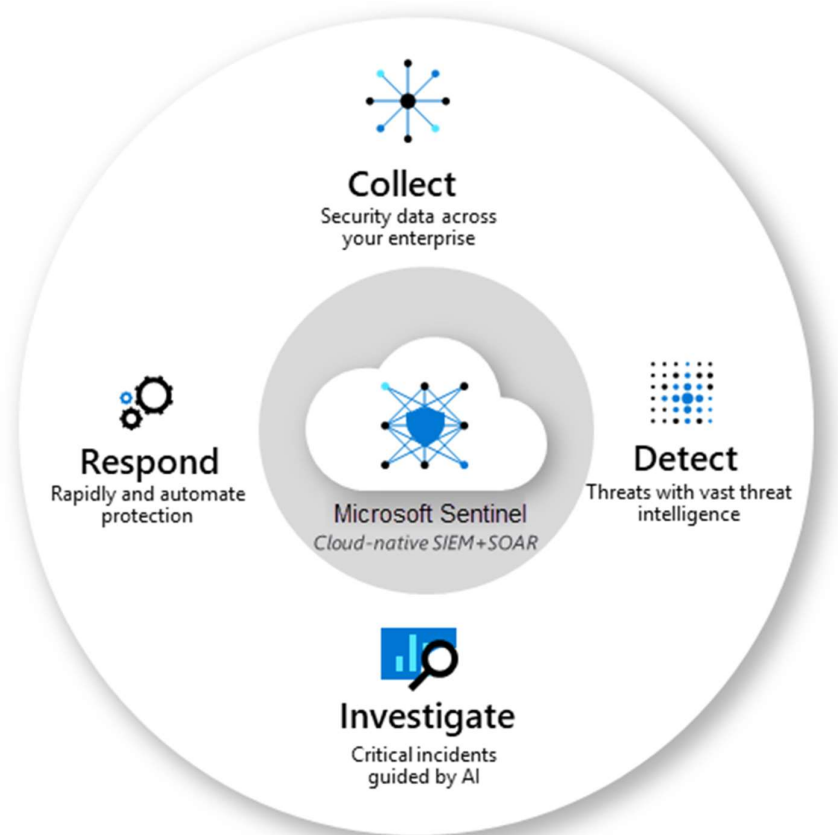 Collect
Security data across
your enterprise
Respond
Rapidly and automate
protection
Microsoft Sentinel
Cloud-native SIEM+SOAR
Detect
Threats with vast threat
intelligence
Investigate
Critical incidents
guided by AI